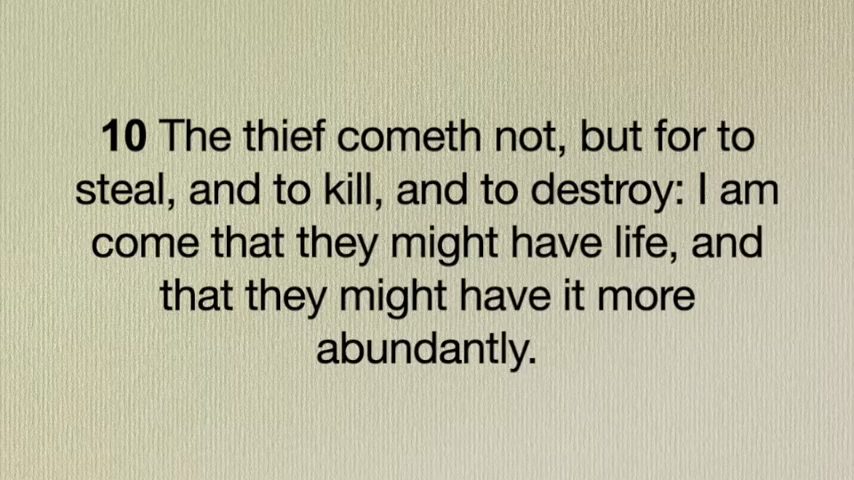 10 The thief cometh not, but for to
steal, and to kill, and to destroy: I am
come that they might have life, and
that they might have it more
abundantly.